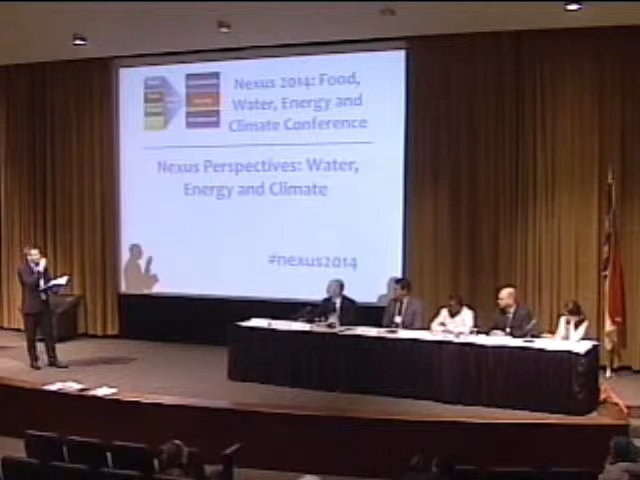 Nexus 2014: Food,
Water, Energy and
Climate Conference
Nexus Perspectives: Water,
Energy and Climate
#nexus2014